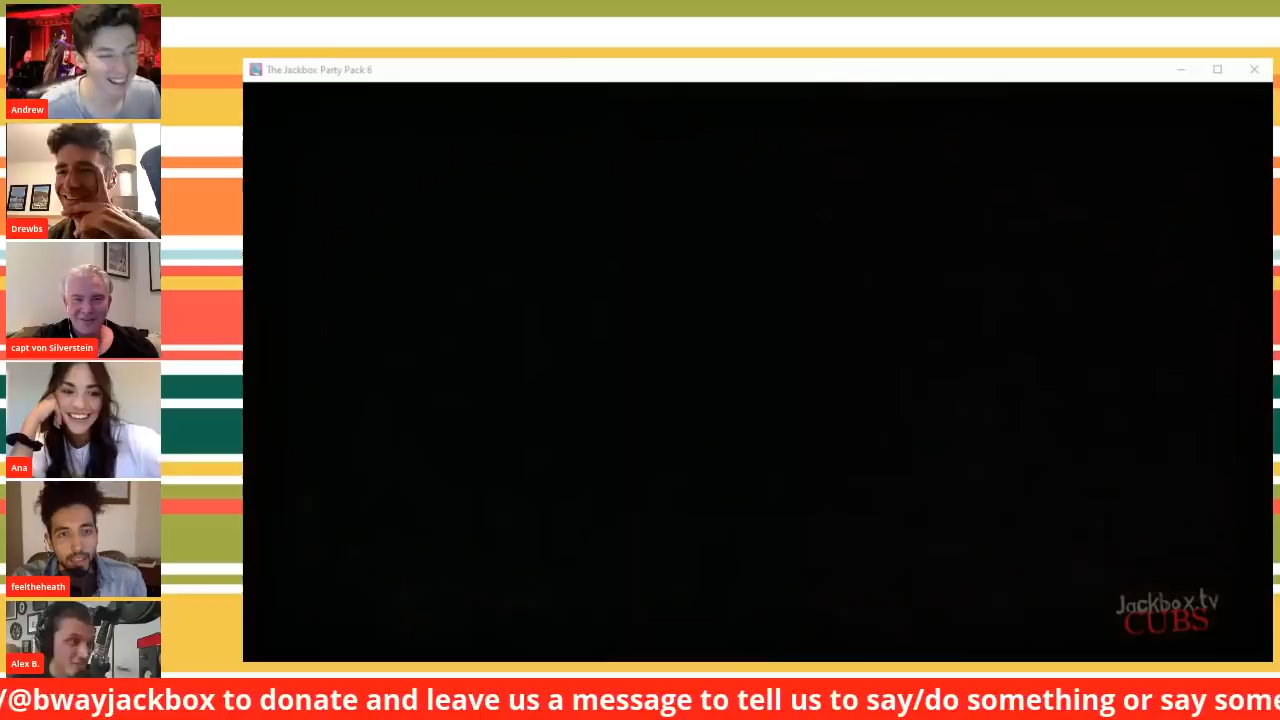 Andrew
Drewbs
capt von Silverstein
Ana
feeltheheath
Alex B.
The Jackbox Party Pack 6
Jackbox.tv
CUBS
/@bwayjackbox to donate and leave us a message to tell us to say/do something or say some